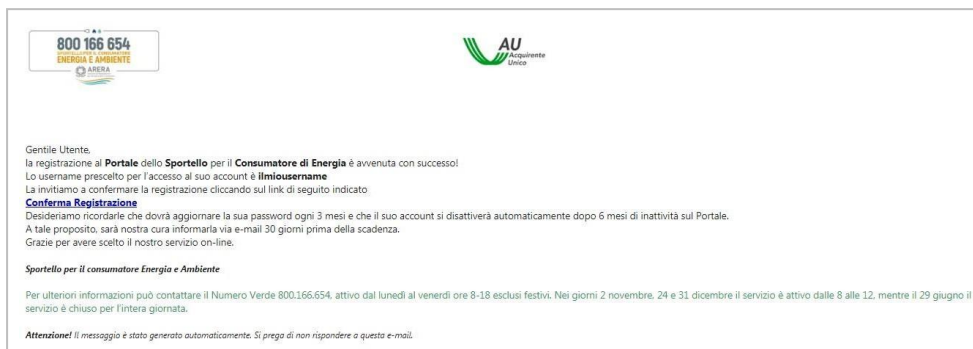 800 166 654
SPORTELLO PER IL CONSUMATORE
ENERGIA E AMBIENTE
ARERA
AU
Acquirente
Unico
Gentile Utente,
la registrazione al Portale dello Sportello per il Consumatore di Energia è avvenuta con successo!
Lo username prescelto per l'accesso al suo account è ilmiousername
La invitiamo a confermare la registrazione cliccando sul link di seguito indicato
Conferma Registrazione
Desideriamo ricordarle che dovrà aggiornare la sua password ogni 3 mesi e che il suo account si disattiverà automaticamente dopo 6 mesi di inattività sul Portale.
A tale proposito, sarà nostra cura informarla via e-mail 30 giorni prima della scadenza.
Grazie per avere scelto il nostro servizio on-line.
Sportello per il consumatore Energia e Ambiente
Per ulteriori informazioni può contattare il Numero Verde 800.166.654, attivo dal lunedì al venerdì ore 8-18 esclusi festivi. Nei giorni 2 novembre, 24 e 31 dicembre il servizio è attivo dalle 8 alle 12, mentre il 29 giugno il
servizio è chiuso per l'intera giornata.
Attenzione! Il messaggio è stato generato automaticamente. Si prega di non rispondere a questa e-mail.